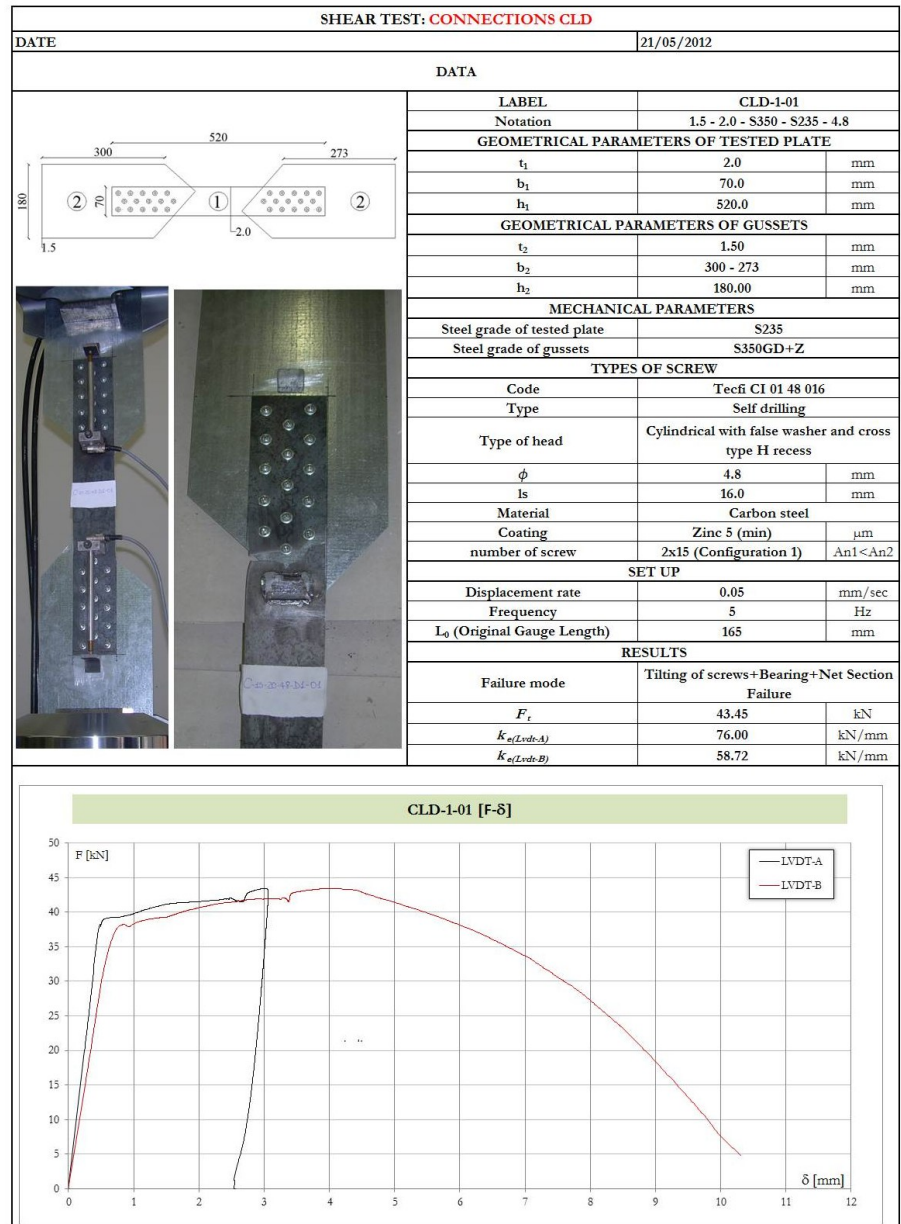 SHEAR TEST: CONNECTIONS CLD
DATE 21/05/2012
DATA
520
300 273
180 2 70 1 2
2.0
1.5
LABEL CLD-1-01
Notation 1.5 - 2.0 - S350 - S235 - 4.8
GEOMETRICAL PARAMETERS OF TESTED PLATE
t₁ 2.0 mm
b₁ 70.0 mm
h₁ 520.0 mm
GEOMETRICAL PARAMETERS OF GUSSETS
t₂ 1.50 mm
b₂ 300 - 273 mm
h₂ 180.00 mm
MECHANICAL PARAMETERS
Steel grade of tested plate S235
Steel grade of gussets S350GD+Z
TYPES OF SCREW
Code Tecfi CI 01 48 016
Type Self drilling
Type of head Cylindrical with false washer and cross
type H recess
ϕ 4.8 mm
ls 16.0 mm
Material Carbon steel
Coating Zinc 5 (min) μm
number of screw 2x15 (Configuration 1) An1<An2
SET UP
Displacement rate 0.05 mm/sec
Frequency 5 Hz
L₀ (Original Gauge Length) 165 mm
RESULTS
Failure mode Tilting of screws+Bearing+Net Section
Failure
Fₜ 43.45 kN
kₑ(Lvdt-A) 76.00 kN/mm
kₑ(Lvdt-B) 58.72 kN/mm
CLD-1-01 [F-δ]
F [kN]
50
45
40
35
30
25
20
15
10
5
0
LVDT-A
LVDT-B
δ [mm]
0 1 2 3 4 5 6 7 8 9 10 11 12